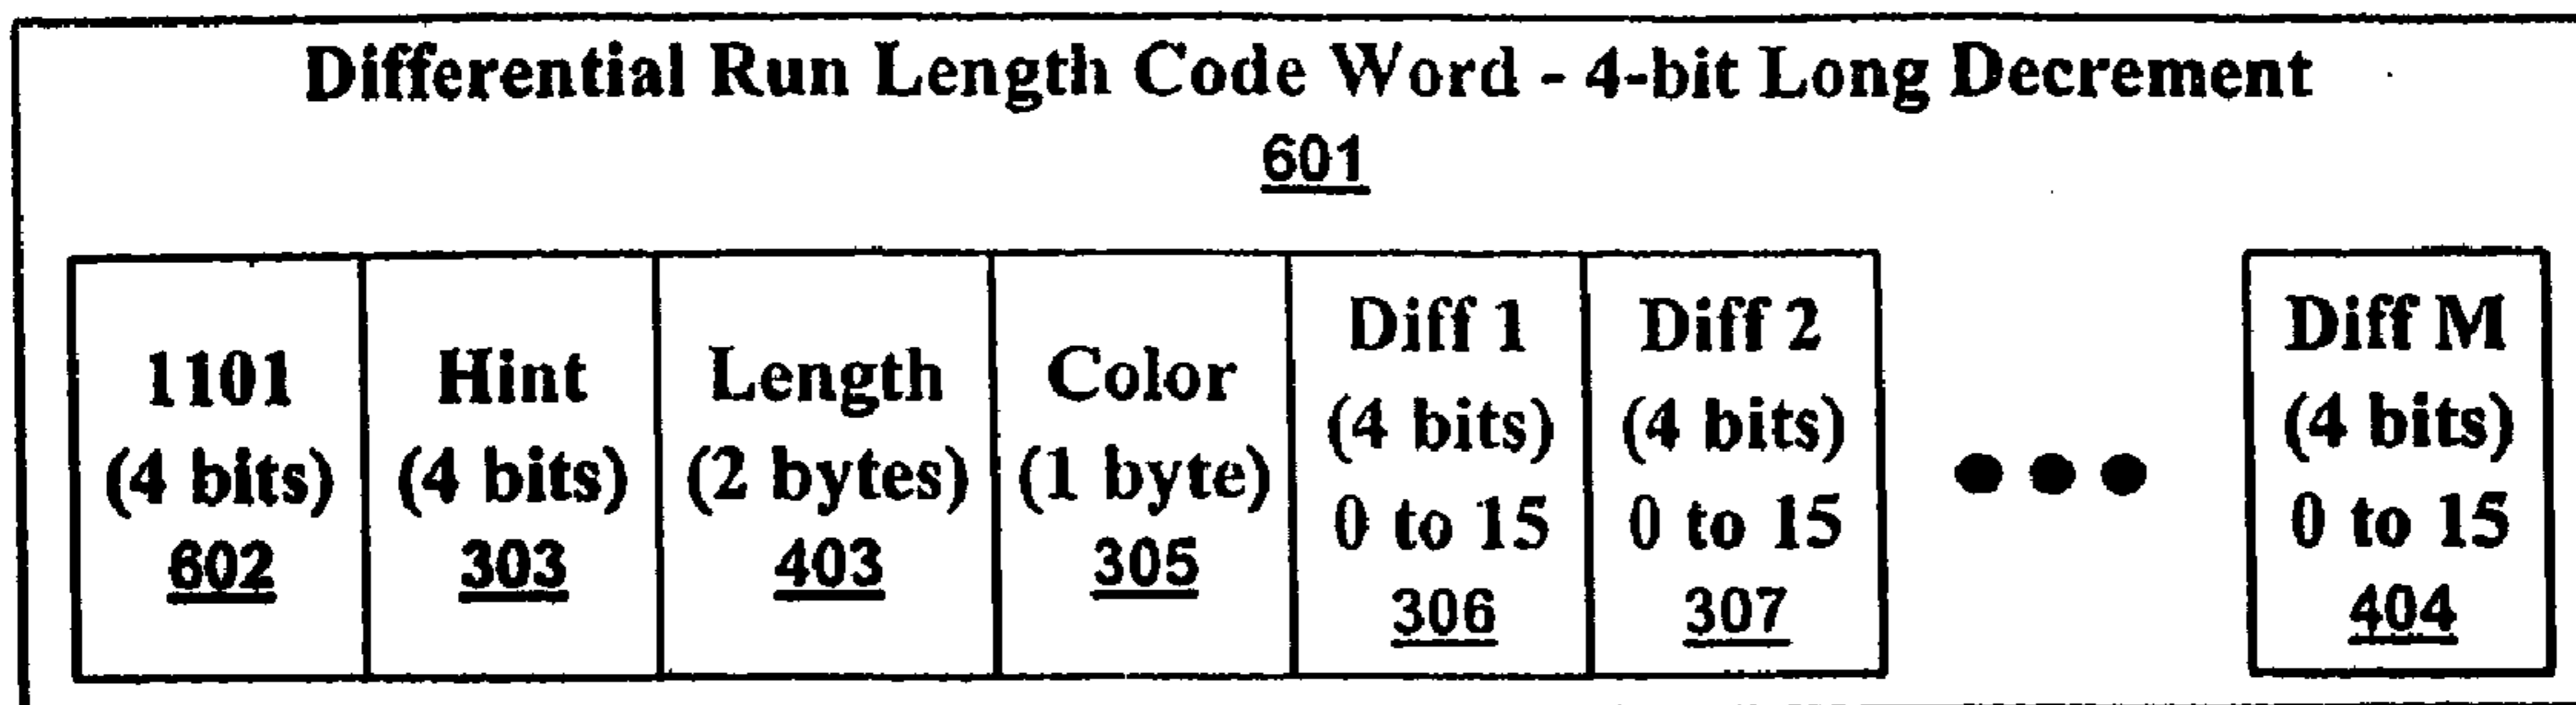 Differential Run Length Code Word - 4-bit Long Decrement
601
1101
(4 bits)
602
Hint
(4 bits)
303
Length
(2 bytes)
403
Color
(1 byte)
305
Diff 1
(4 bits)
0 to 15
306
Diff 2
(4 bits)
0 to 15
307
Diff M
(4 bits)
0 to 15
404